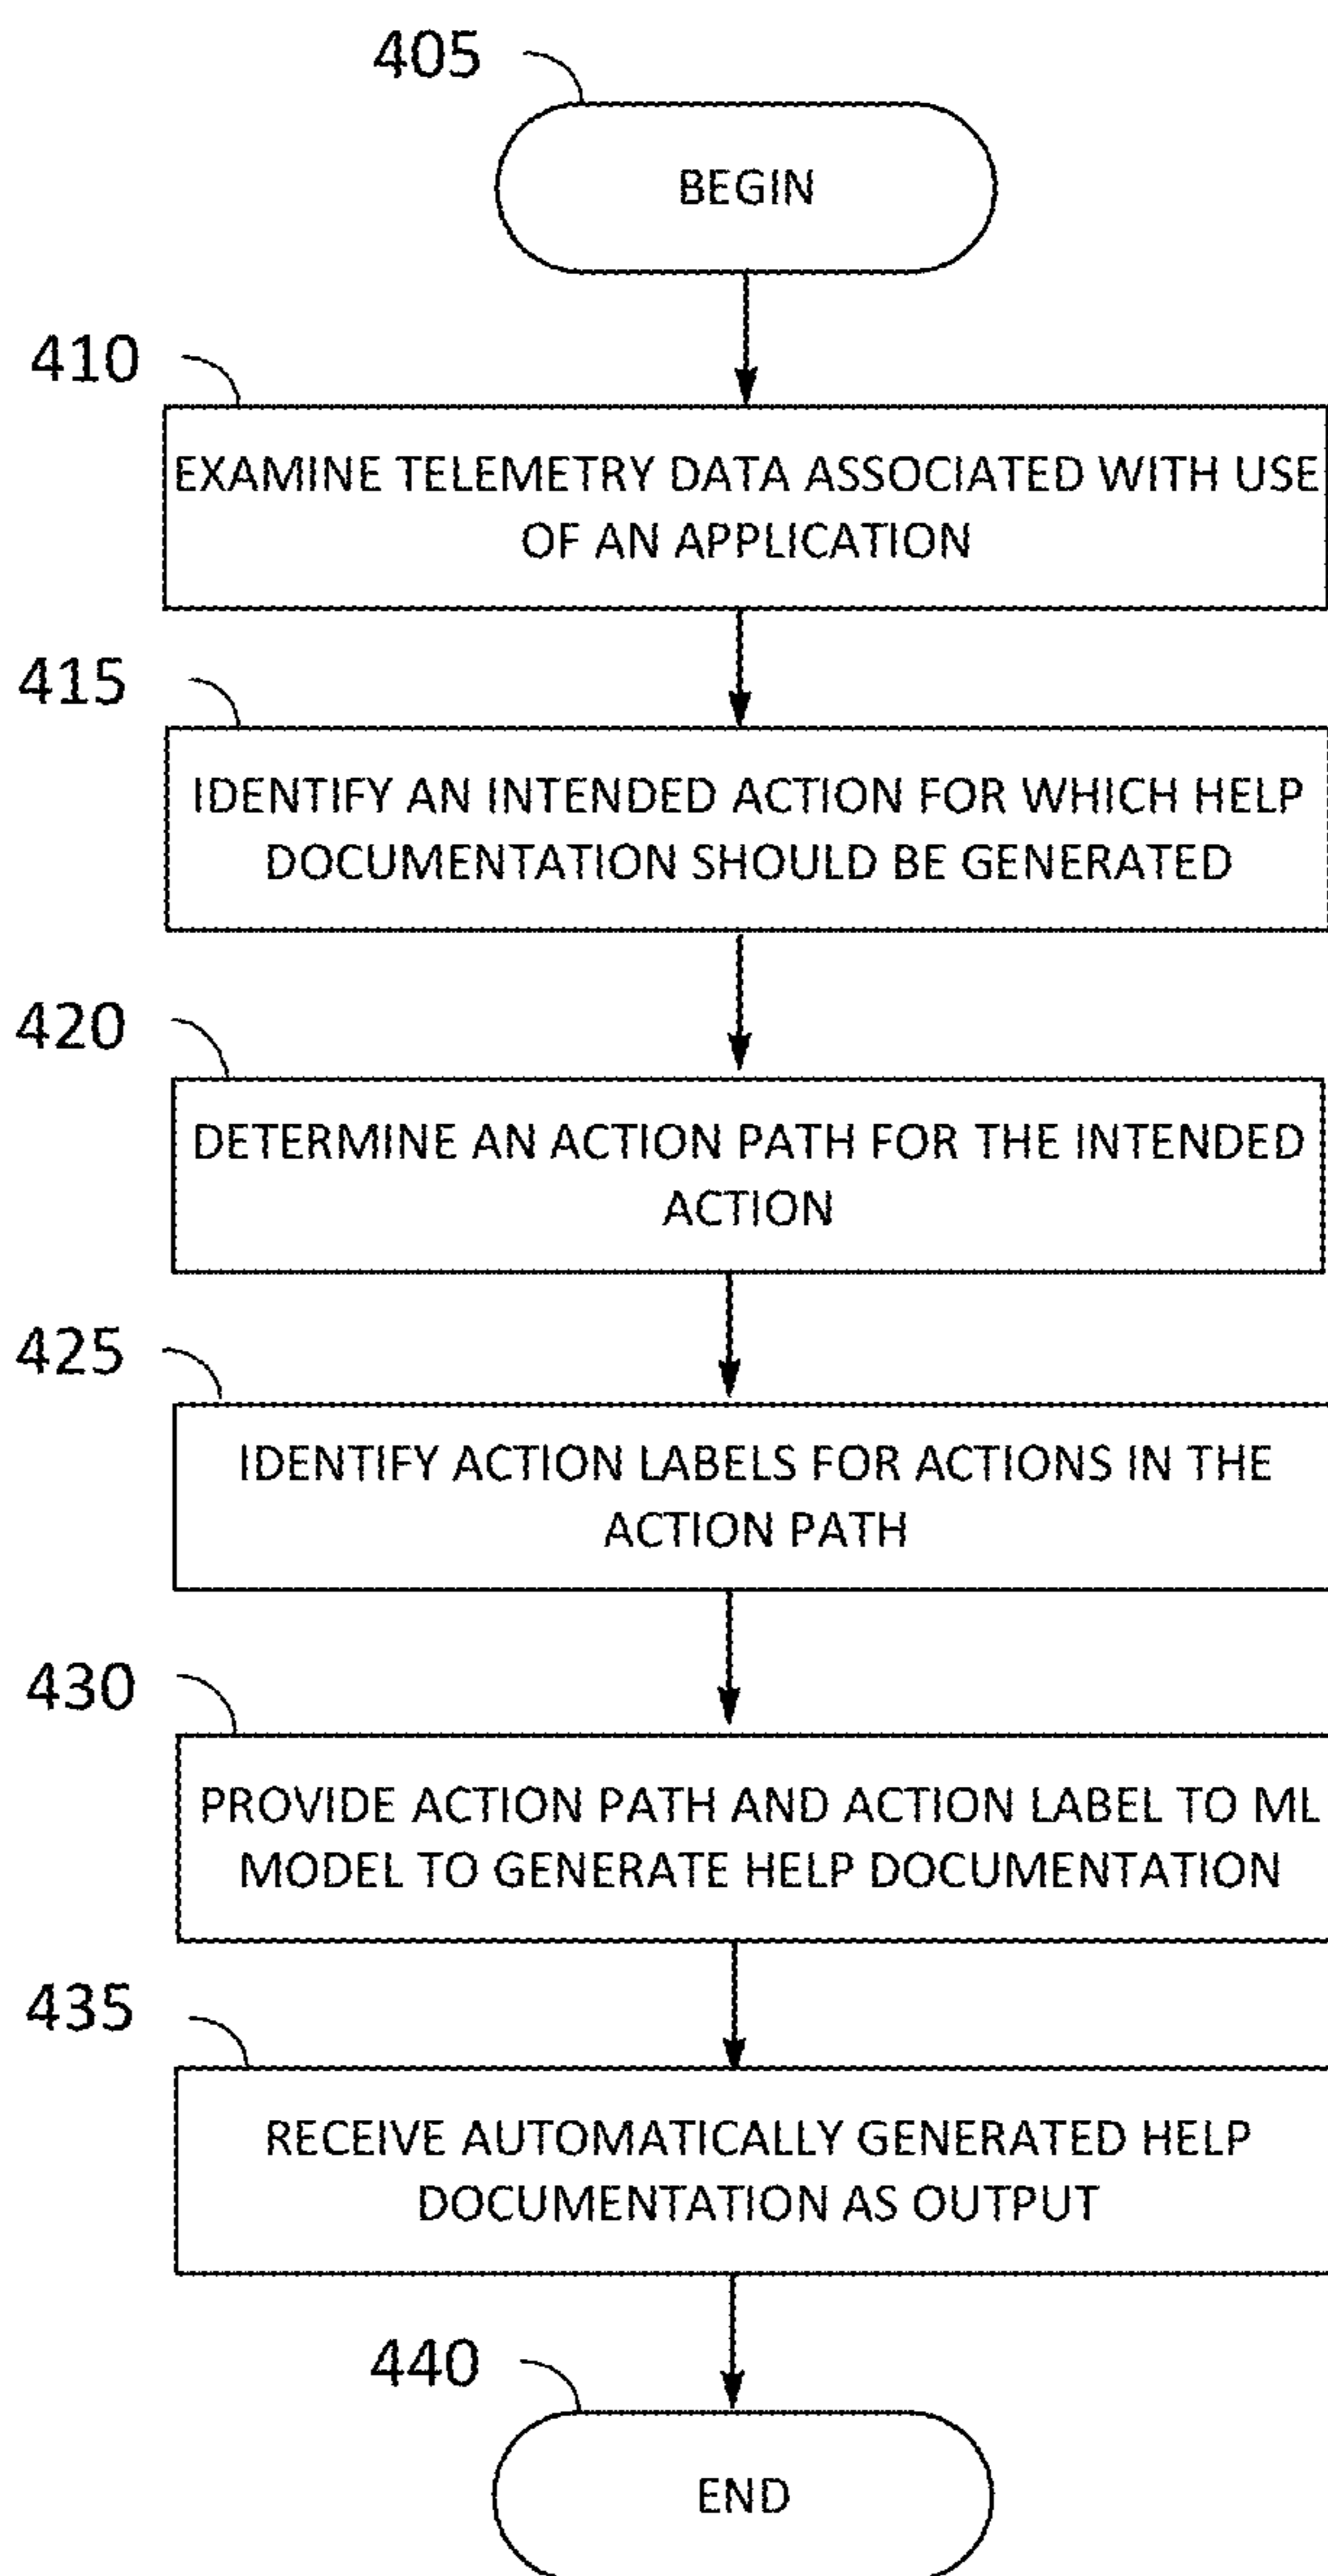 405
BEGIN
410
EXAMINE TELEMETRY DATA ASSOCIATED WITH USE
OF AN APPLICATION
415
IDENTIFY AN INTENDED ACTION FOR WHICH HELP
DOCUMENTATION SHOULD BE GENERATED
420
DETERMINE AN ACTION PATH FOR THE INTENDED
ACTION
425
IDENTIFY ACTION LABELS FOR ACTIONS IN THE
ACTION PATH
430
PROVIDE ACTION PATH AND ACTION LABEL TO ML
MODEL TO GENERATE HELP DOCUMENTATION
435
RECEIVE AUTOMATICALLY GENERATED HELP
DOCUMENTATION AS OUTPUT
440
END